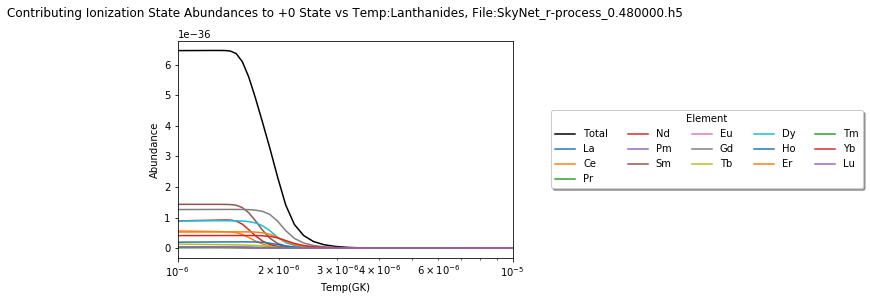 Contributing Ionization State Abundances to +0 State vs Temp:Lanthanides, File:SkyNet_r-process_0.480000.h5
1e−36
6
5
4
3
2
1
0
Abundance
10^{-6} 2 × 10^{-6} 3 × 10^{-6} 4 × 10^{-6} 6 × 10^{-6} 10^{-5}
Temp(GK)
Element
Total Nd Eu Dy Tm
La Pm Gd Ho Yb
Ce Sm Tb Er Lu
Pr